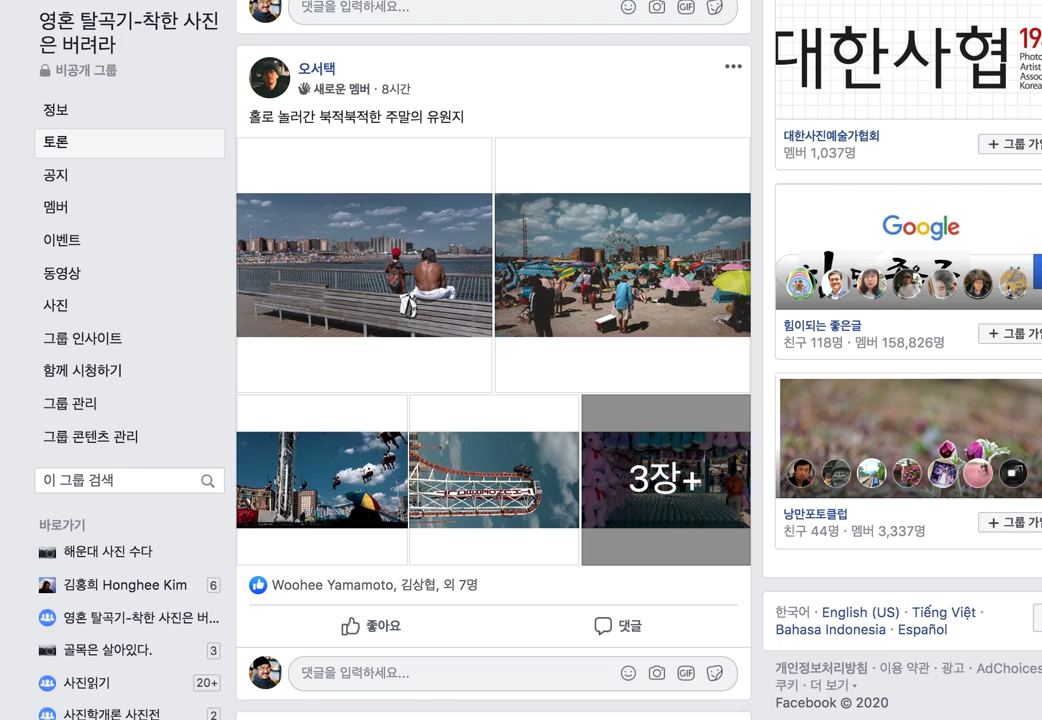 영혼 탈곡기-착한 사진
은 버려라
비공개 그룹
정보
토론
공지
멤버
이벤트
동영상
사진
그룹 인사이트
함께 시청하기
그룹 관리
그룹 콘텐츠 관리
이 그룹 검색
바로가기
해운대 사진 수다
김홍희 Honghee Kim 6
영혼 탈곡기-착한 사진은 버...
골목은 살아있다. 3
사진읽기 20+
사진학개론 사진전 2
댓글을 입력하세요...
GIF
오서택
새로운 멤버 · 8시간
홀로 놀러간 북적북적한 주말의 유원지
3장+
Woohee Yamamoto, 김상협, 외 7명
좋아요 댓글
댓글을 입력하세요...
GIF
대한사협
Photo
Artist
Assoc
Korea
대한사진예술가협회
멤버 1,037명
+ 그룹 가입
Google
힘이되는 좋은글
친구 118명 · 멤버 158,826명
+ 그룹 가
낭만포토클럽
친구 44명 · 멤버 3,337명
+ 그룹 가
한국어 · English (US) · Tiếng Việt ·
Bahasa Indonesia · Español
개인정보처리방침 · 이용 약관 · 광고 · AdChoices
쿠키 · 더 보기
Facebook © 2020